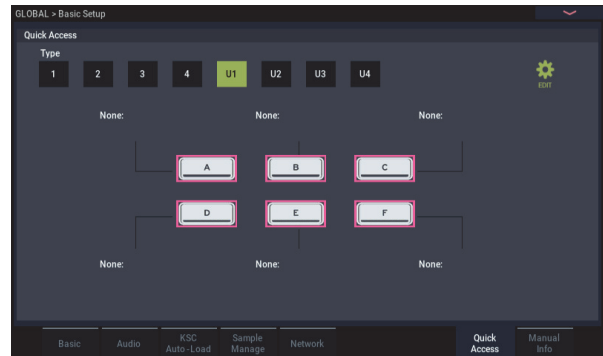 GLOBAL > Basic Setup
Quick Access
Type
1 2 3 4 U1 U2 U3 U4
EDIT
None: None: None:
A B C
D E F
None: None: None:
Basic Audio KSC Auto-Load Sample Manage Network Quick Access Manual Info